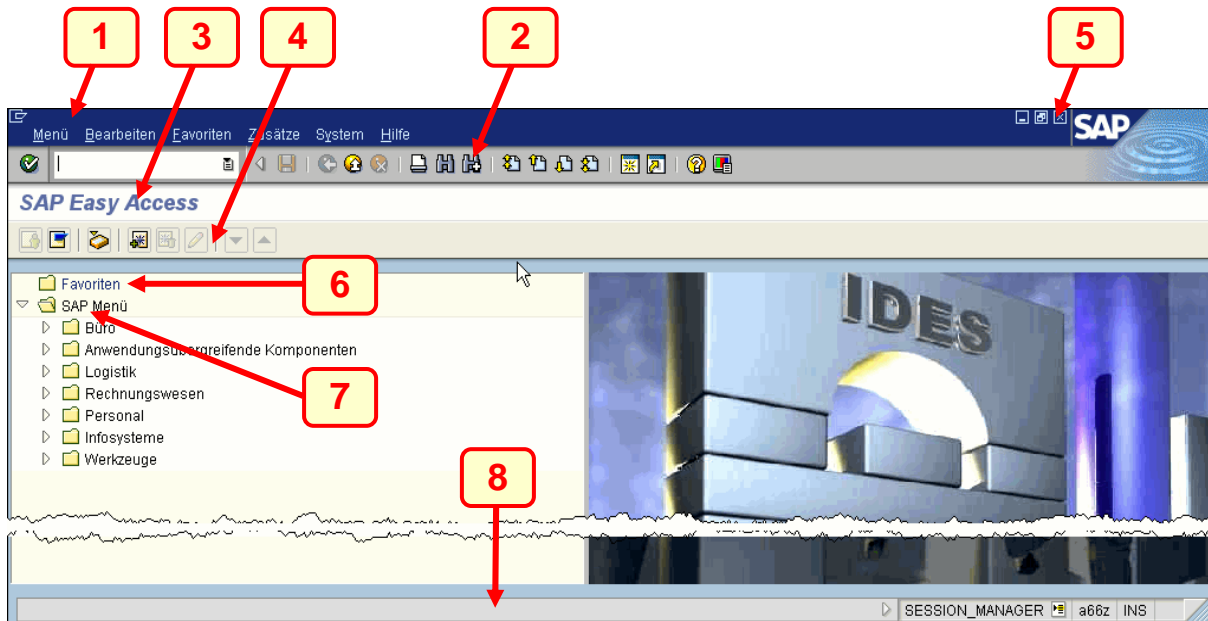 1 3 4 2 5
Menü Bearbeiten Favoriten Zusätze System Hilfe
SAP
SAP Easy Access
Favoriten
6
SAP Menü
Büro
Anwendungsübergreifende Komponenten
Logistik
Rechnungswesen
7
Personal
Infosysteme
Werkzeuge
8
IDES
SESSION_MANAGER a66z INS